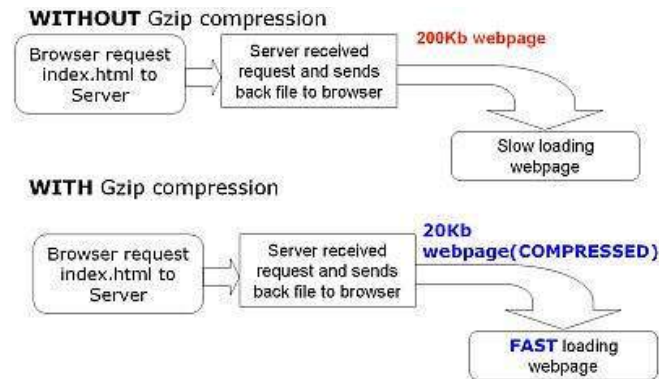 WITHOUT Gzip compression
Browser request
index.html to
Server
Server received
request and sends
back file to browser
200Kb webpage
Slow loading
webpage
WITH Gzip compression
Browser request
index.html to
Server
Server received
request and sends
back file to browser
20Kb
webpage(COMPRESSED)
FAST loading
webpage